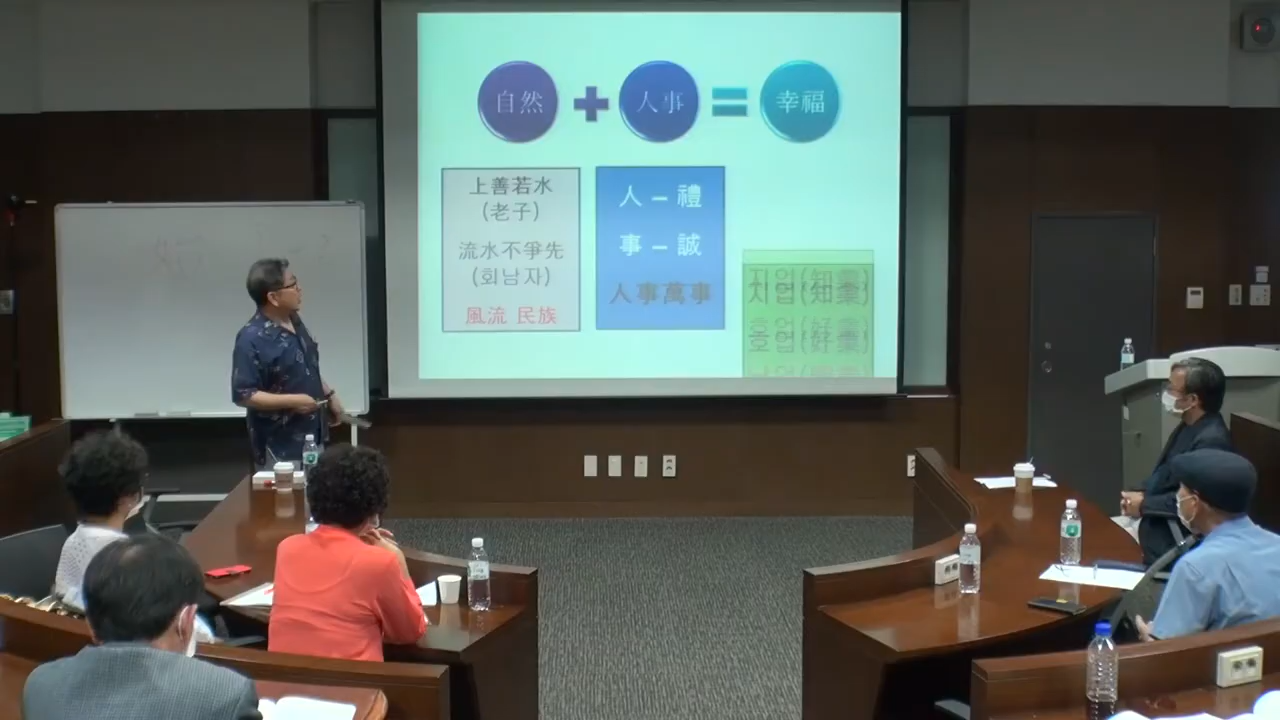 自然 + 人事 = 幸福
上善若水
(老子)
流水不爭先
(회남자)
風流 民族
人 – 禮
事 – 誠
人事萬事
지업(知業)
호업(好業)